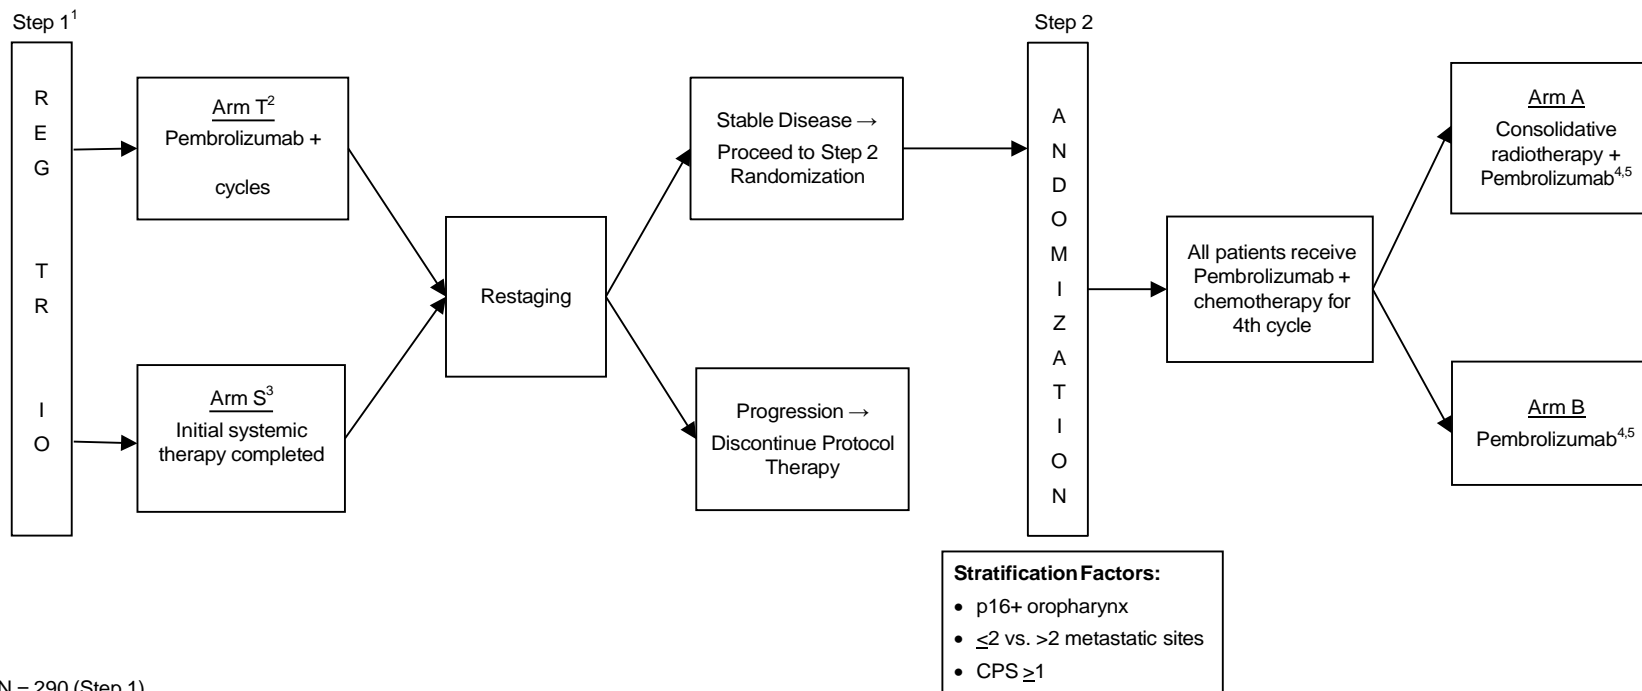 Step 1¹
R
E
G
T
R
I
O
Arm T²
Pembrolizumab +
cycles
Arm S³
Initial systemic
therapy completed
Restaging
Stable Disease →
Proceed to Step 2
Randomization
Progression →
Discontinue Protocol
Therapy
Step 2
A
N
D
O
M
I
Z
A
T
I
O
N
Stratification Factors:
• p16+ oropharynx
• ≤2 vs. >2 metastatic sites
• CPS ≥1
All patients receive
Pembrolizumab +
chemotherapy for
4th cycle
Arm A
Consolidative
radiotherapy +
Pembrolizumab⁴,⁵
Arm B
Pembrolizumab⁴,⁵
N = 290 (Step 1)